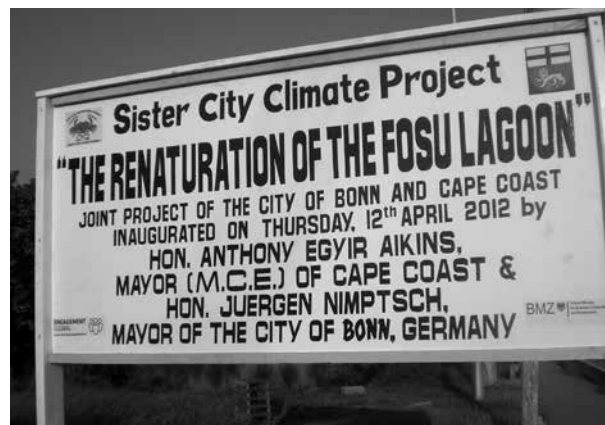 Sister City Climate Project
"THE RENATURATION OF THE FOSU LAGOON"
JOINT PROJECT OF THE CITY OF BONN AND CAPE COAST
INAUGURATED ON THURSDAY, 12th APRIL 2012 by
HON. ANTHONY EGYIR AIKINS,
MAYOR (M.C.E.) OF CAPE COAST &
HON. JUERGEN NIMPTSCH,
MAYOR OF THE CITY OF BONN, GERMANY
ENGAGEMENT
GLOBAL
BMZ